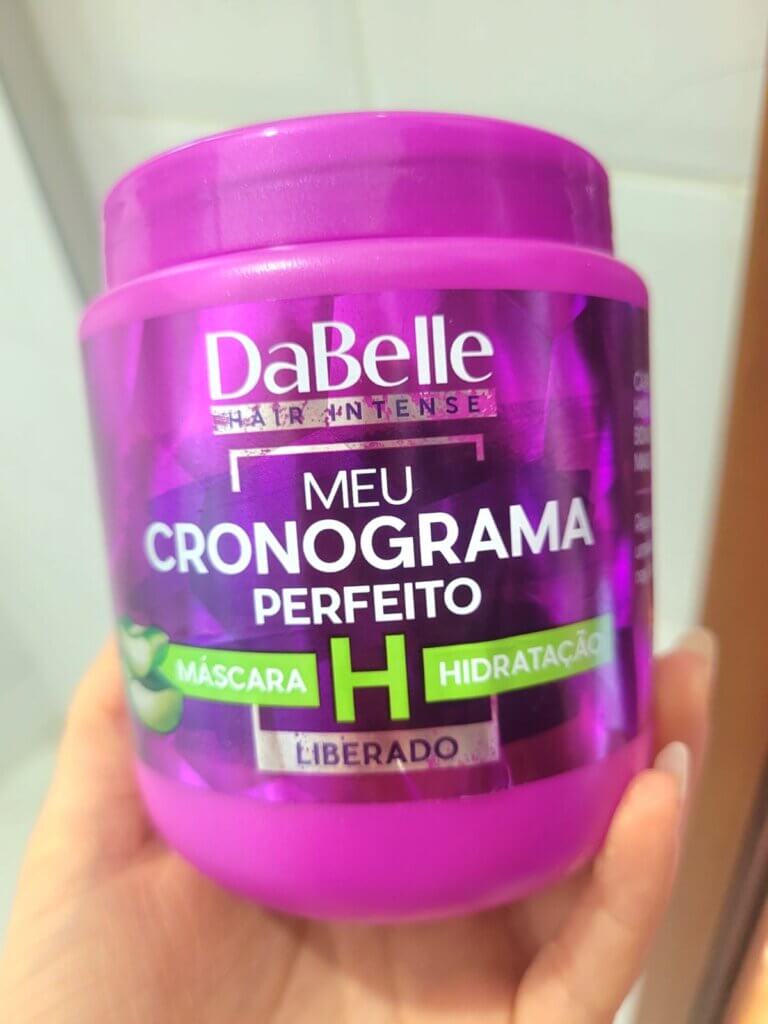 DaBelle
HAIR INTENSE
MEU
CRONOGRAMA
PERFEITO
MÁSCARA H HIDRATAÇÃO
LIBERADO